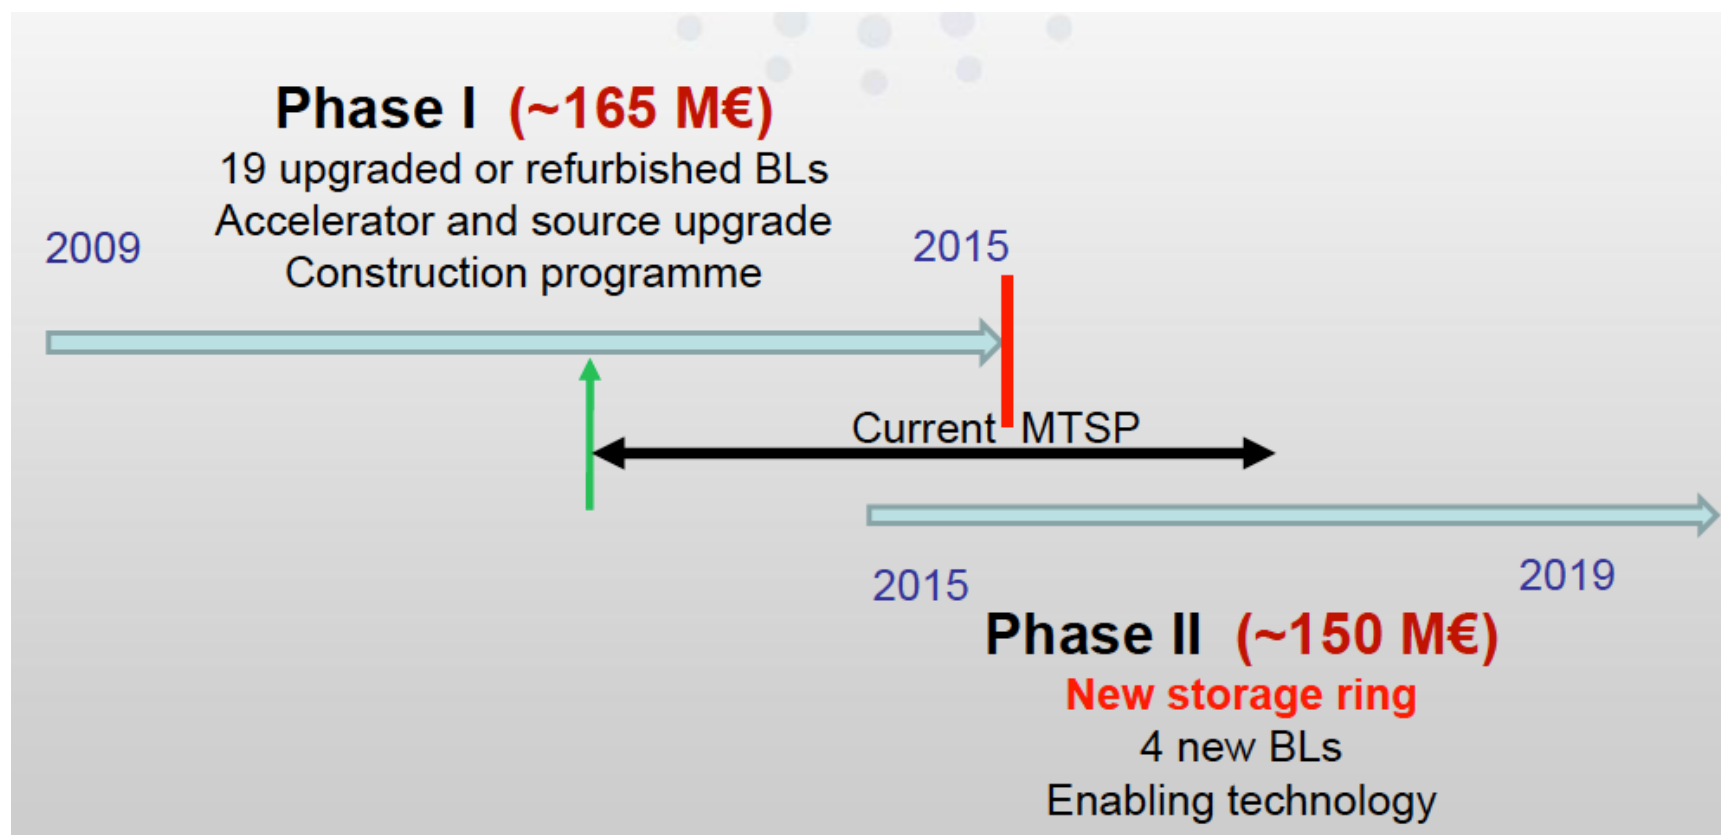 Phase I (~165 M€)
19 upgraded or refurbished BLs
Accelerator and source upgrade
2009
2015
Construction programme
Current MTSP
2015
2019
Phase II (~150 M€)
New storage ring
4 new BLs
Enabling technology